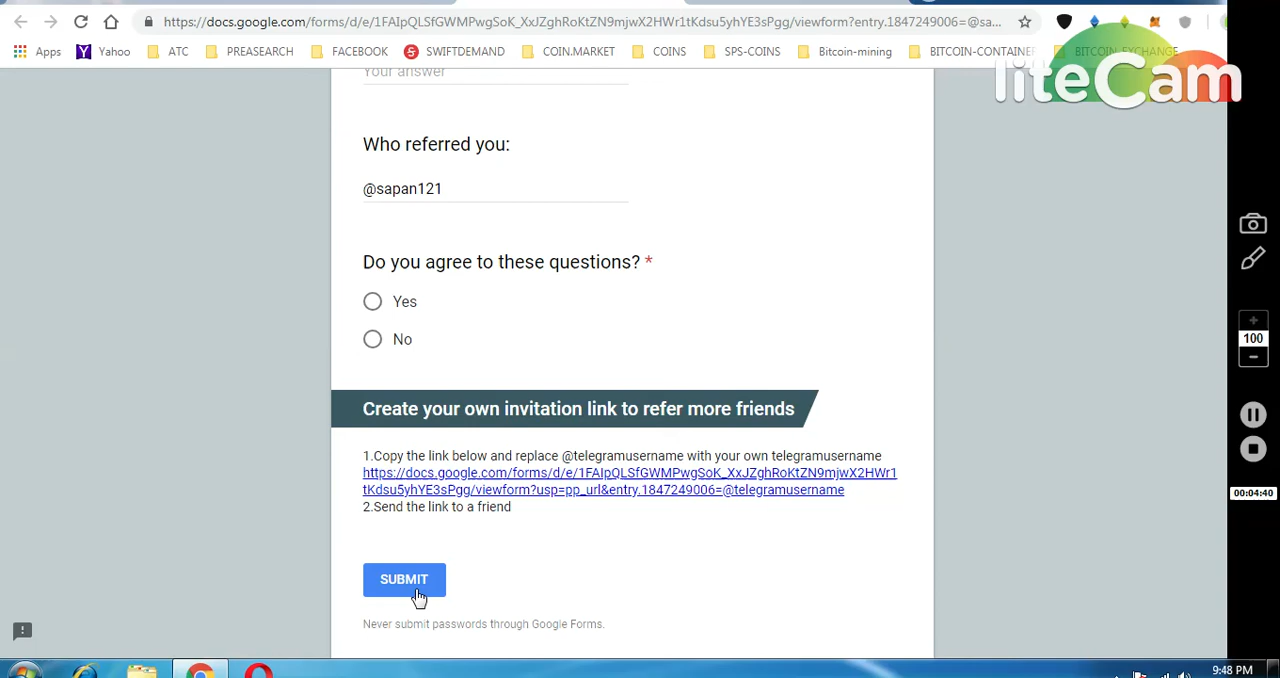 https://docs.google.com/forms/d/e/1FAIpQLSfGWMPwgSoK_XxJZghRoKtZN9mjwX2HWr1tKdsu5yhYE3sPgg/viewform?entry.1847249006=@sa...
Apps Yahoo ATC PREASEARCH FACEBOOK SWIFTDEMAND COIN.MARKET COINS SPS-COINS Bitcoin-mining BITCOIN-CONTAINE BITCOIN-EXCHANGE
liteCam
Your answer
Who referred you:
@sapan121
Do you agree to these questions? *
Yes
No
Create your own invitation link to refer more friends
1.Copy the link below and replace @telegramusername with your own telegramusername
https://docs.google.com/forms/d/e/1FAIpQLSfGWMPwgSoK_XxJZghRoKtZN9mjwX2HWr1
tKdsu5yhYE3sPgg/viewform?usp=pp_url&entry.1847249006=@telegramusername
2.Send the link to a friend
SUBMIT
Never submit passwords through Google Forms.
100
00:04:40
9:48 PM